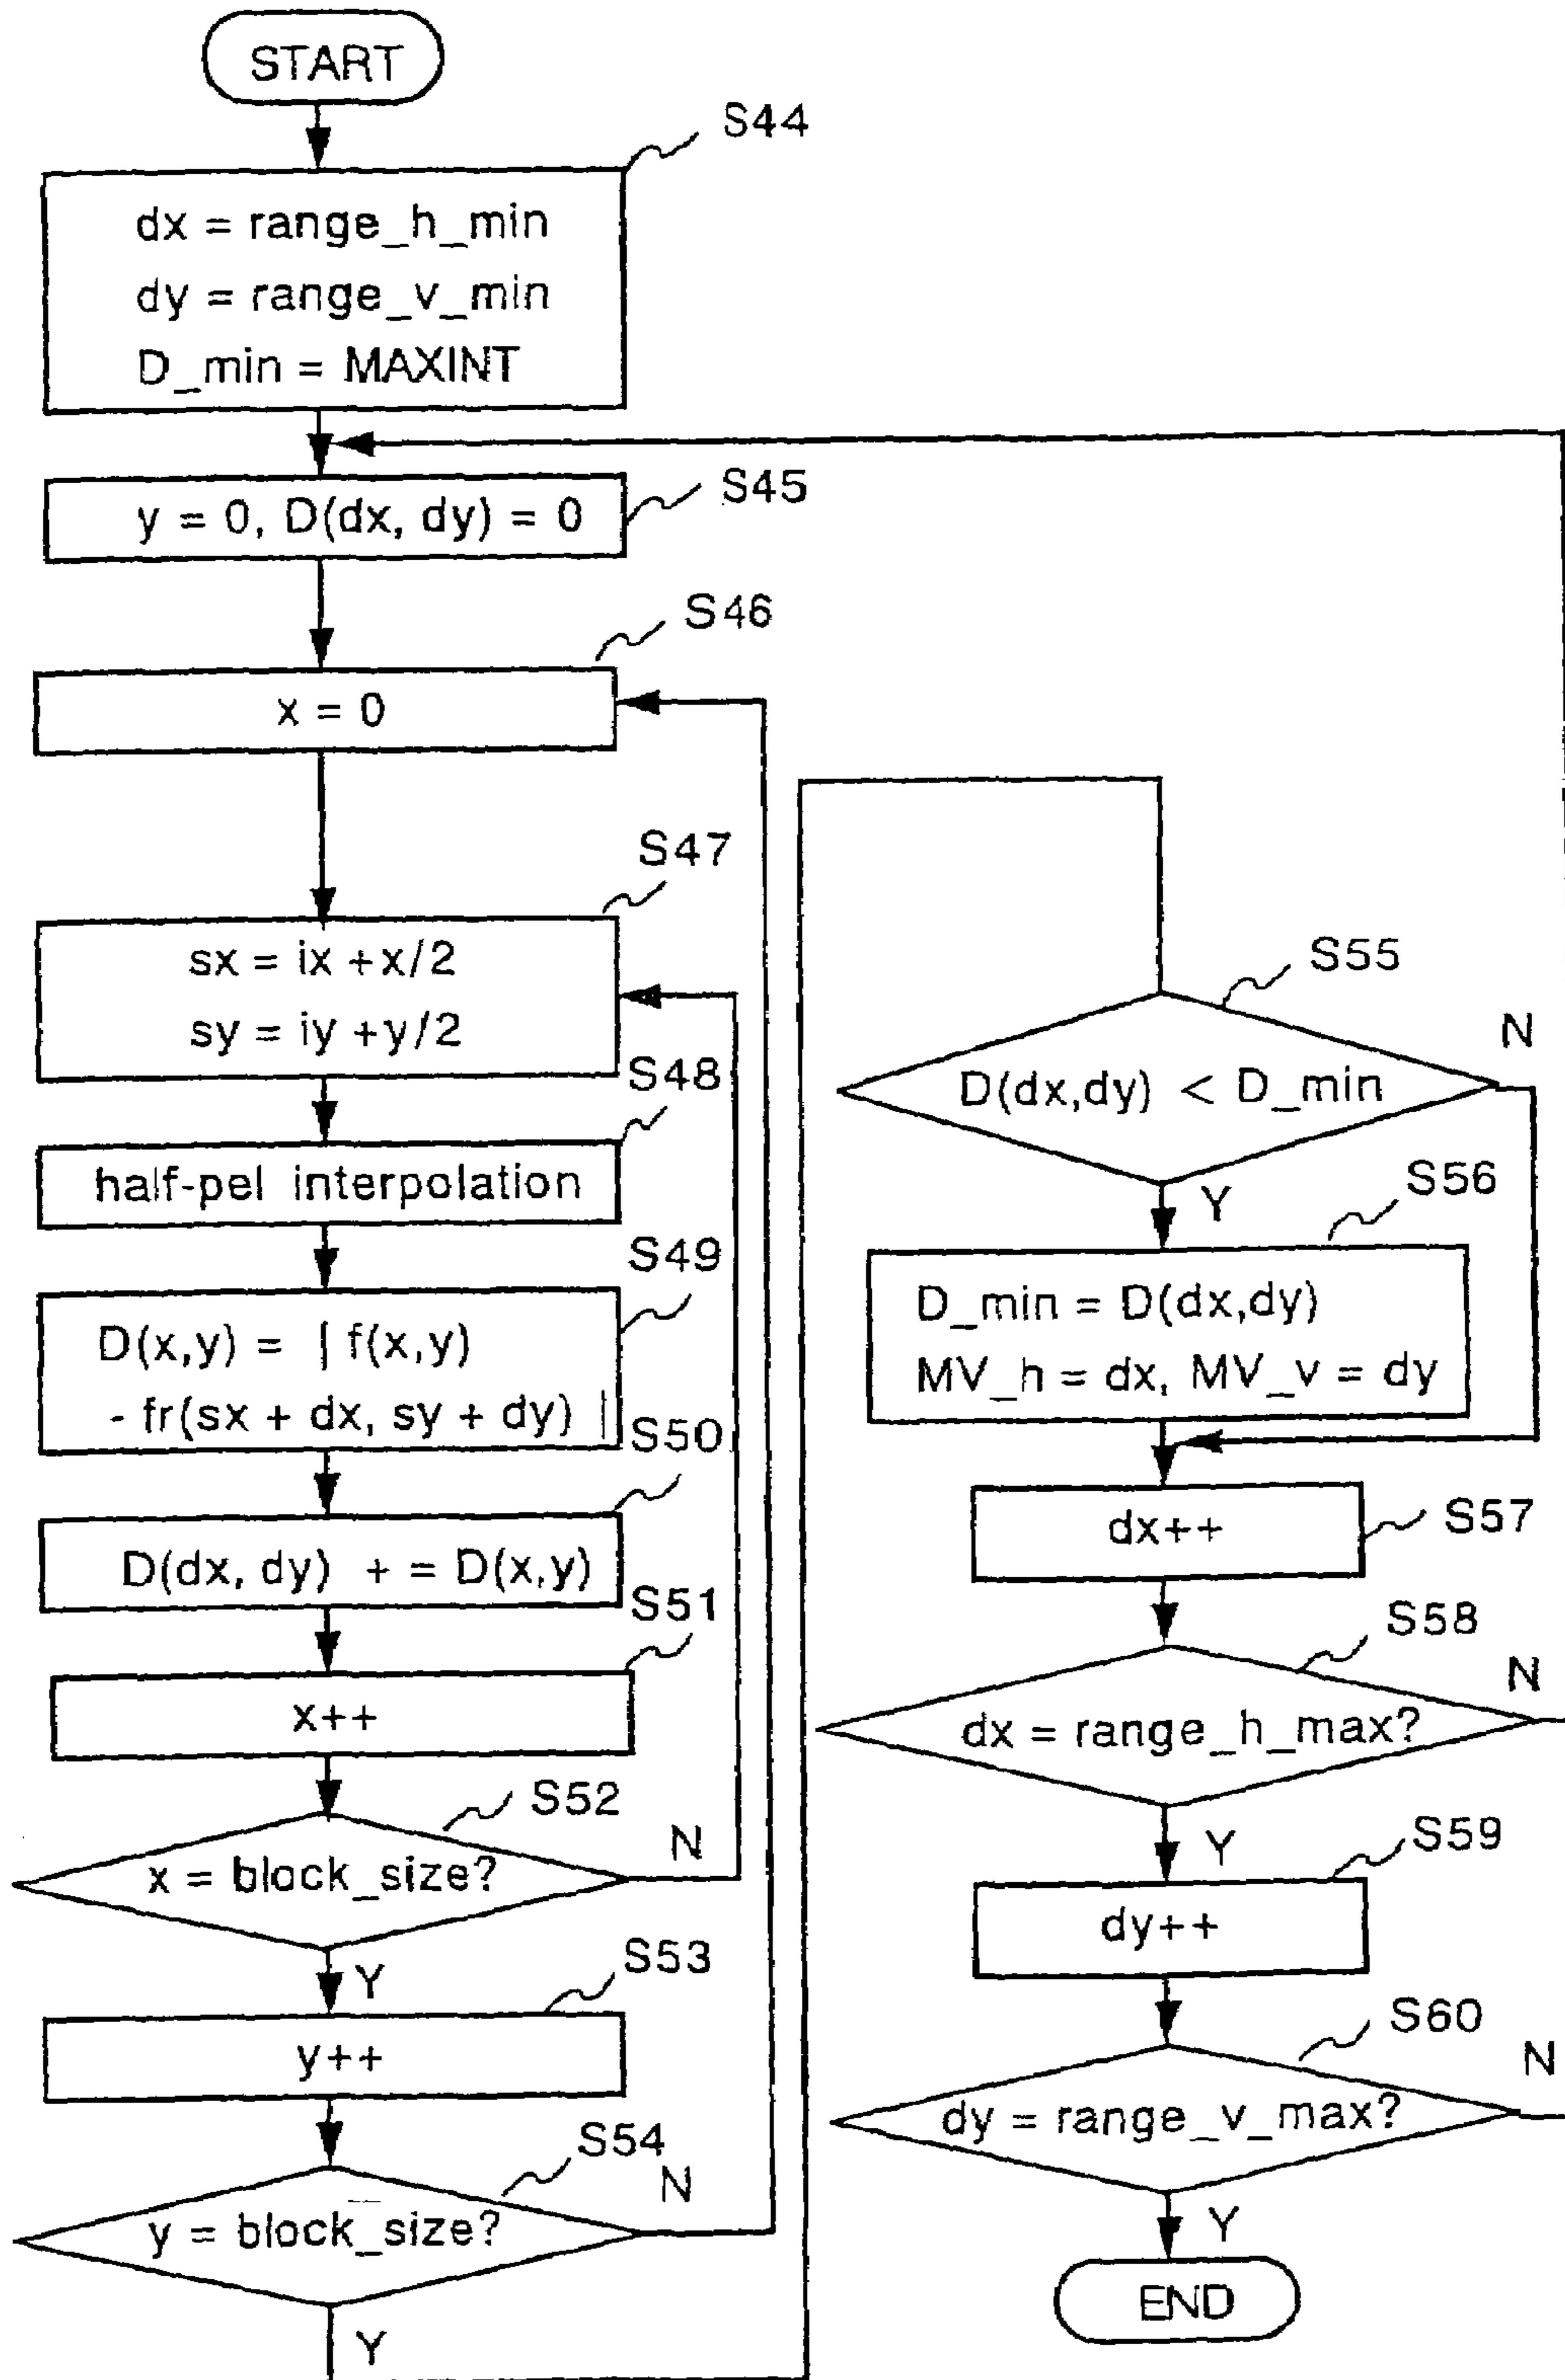 START
S44
dx = range_h_min
dy = range_v_min
D_min = MAXINT
S45
y = 0, D(dx, dy) = 0
S46
x = 0
S47
sx = ix +x/2
sy = iy +y/2
S48
half-pel interpolation
S49
D(x,y) = | f(x,y)
- fr(sx + dx, sy + dy) |
S50
D(dx, dy) + = D(x,y)
S51
x++
S52
x = block_size?
N
Y
S53
y++
S54
y = block_size?
N
Y
S55
D(dx,dy) < D_min
N
Y
S56
D_min = D(dx,dy)
MV_h = dx, MV_v = dy
S57
dx++
S58
dx = range_h_max?
N
Y
S59
dy++
S60
dy = range_v_max?
N
Y
END